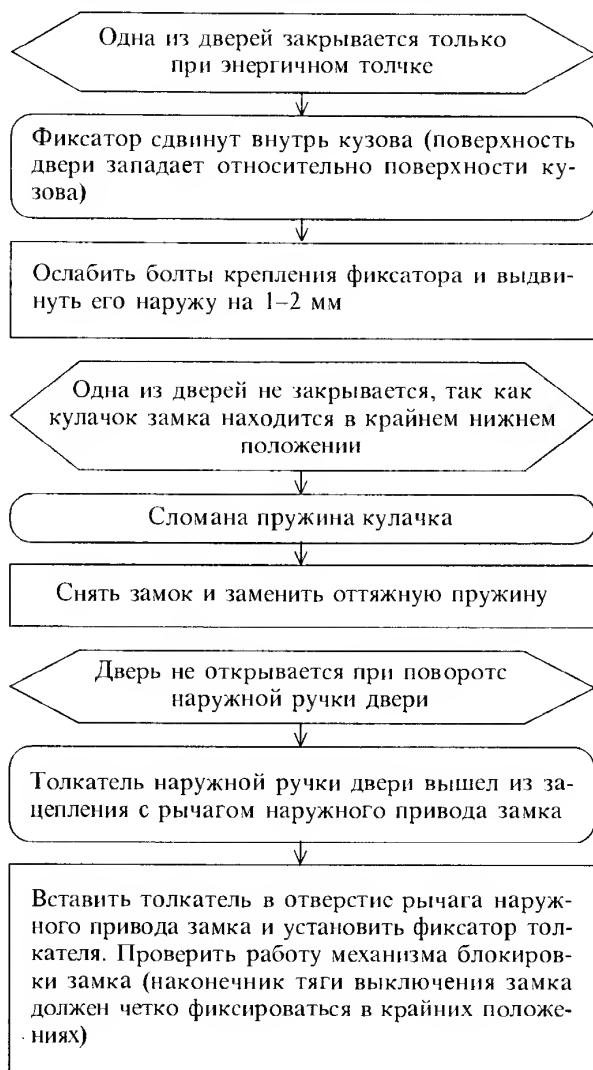 Одна из дверей закрывается только
при энергичном толчке
Фиксатор сдвинут внутрь кузова (поверхность
двери западает относительно поверхности ку-
зова)
Ослабить болты крепления фиксатора и выдви-
нуть его наружу на 1–2 мм
Одна из дверей не закрывается, так как
кулачок замка находится в крайнем нижнем
положении
Сломана пружина кулачка
Снять замок и заменить оттяжную пружину
Дверь не открывается при повороте
наружной ручки двери
Толкатель наружной ручки двери вышел из за-
цепления с рычагом наружного привода замка
Вставить толкатель в отверстие рычага наруж-
ного привода замка и установить фиксатор тол-
кателя. Проверить работу механизма блокиров-
ки замка (наконечник тяги выключения замка
должен четко фиксироваться в крайних положе-
ниях)